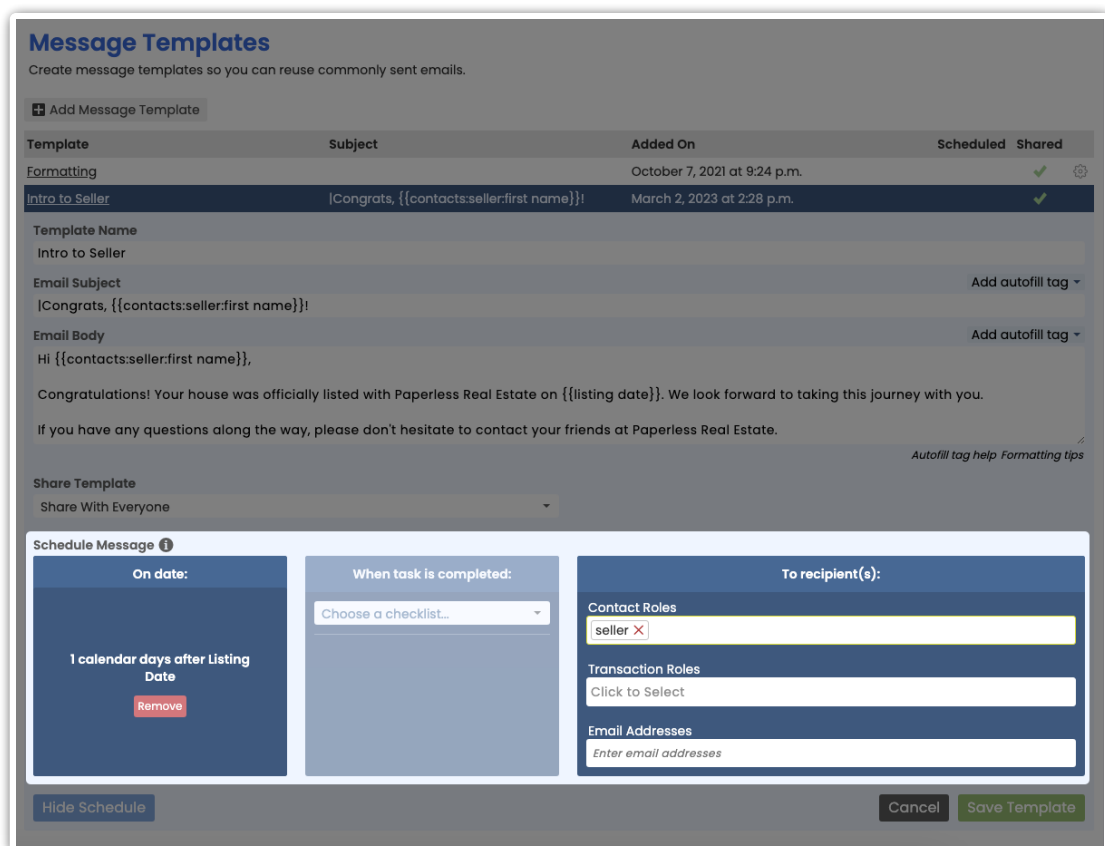 Message Templates
Create message templates so you can reuse commonly sent emails.
Add Message Template
Template Subject Added On Scheduled Shared
Formatting October 7, 2021 at 9:24 p.m.
Intro to Seller |Congrats, {{contacts:seller:first name}}! March 2, 2023 at 2:28 p.m.
Template Name
Intro to Seller
Email Subject Add autofill tag
|Congrats, {{contacts:seller:first name}}!
Email Body Add autofill tag
Hi {{contacts:seller:first name}},
Congratulations! Your house was officially listed with Paperless Real Estate on {{listing date}}. We look forward to taking this journey with you.
If you have any questions along the way, please don't hesitate to contact your friends at Paperless Real Estate.
Autofill tag help Formatting tips
Share Template
Share With Everyone
Schedule Message
On date: When task is completed: To recipient(s):
Contact Roles
Choose a checklist...
seller
1 calendar days after Listing
Date
Transaction Roles
Click to Select
Remove
Email Addresses
Enter email addresses
Hide Schedule Cancel Save Template